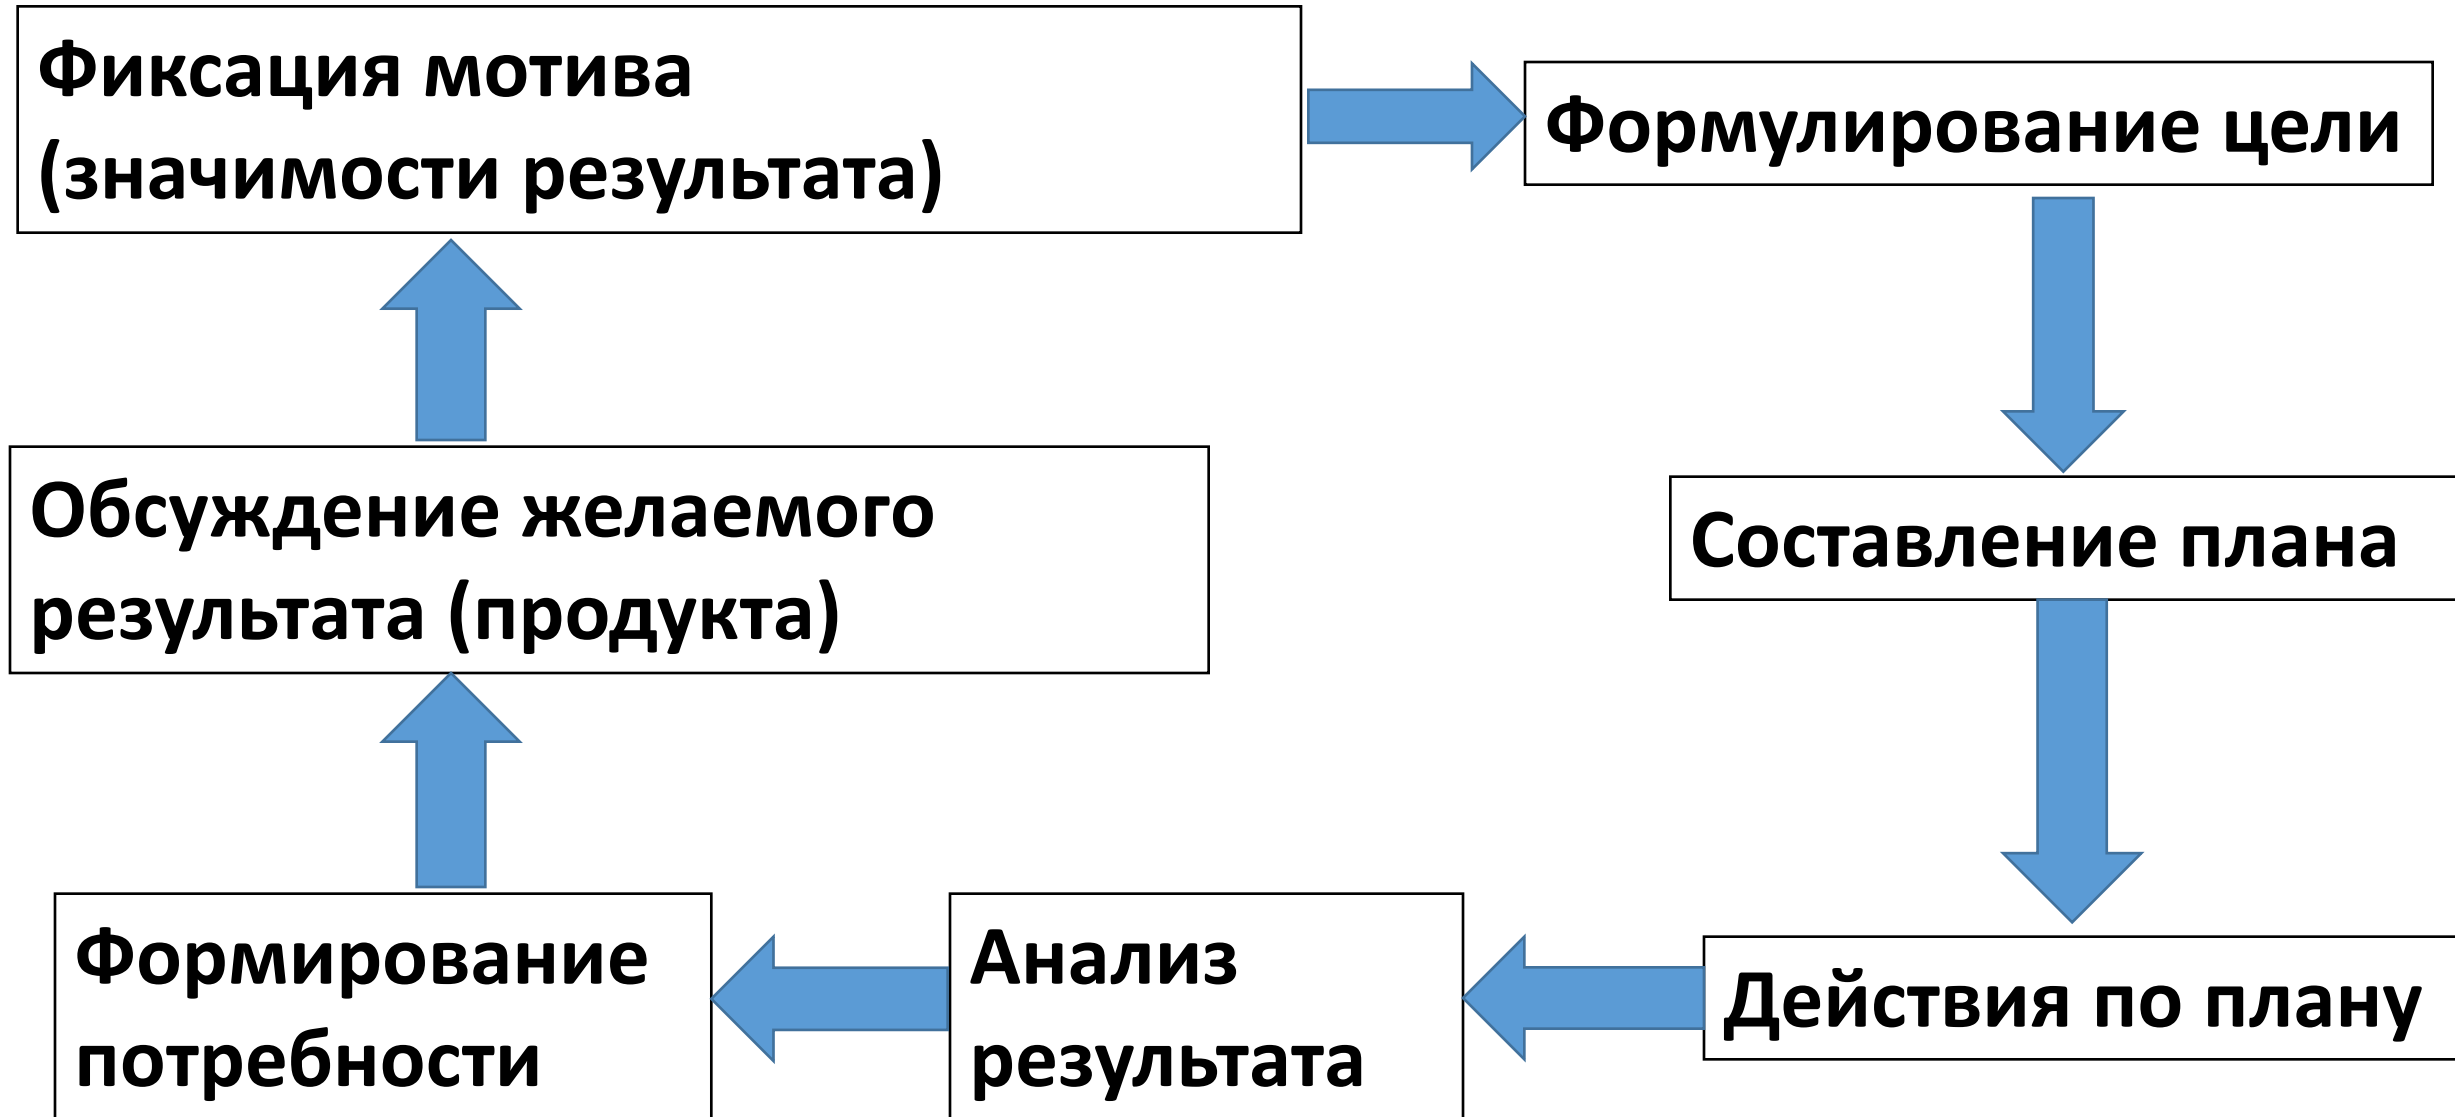 Фиксация мотива
(значимости результата)
Формулирование цели
Обсуждение желаемого
результата (продукта)
Составление плана
Формирование
потребности
Анализ
результата
Действия по плану